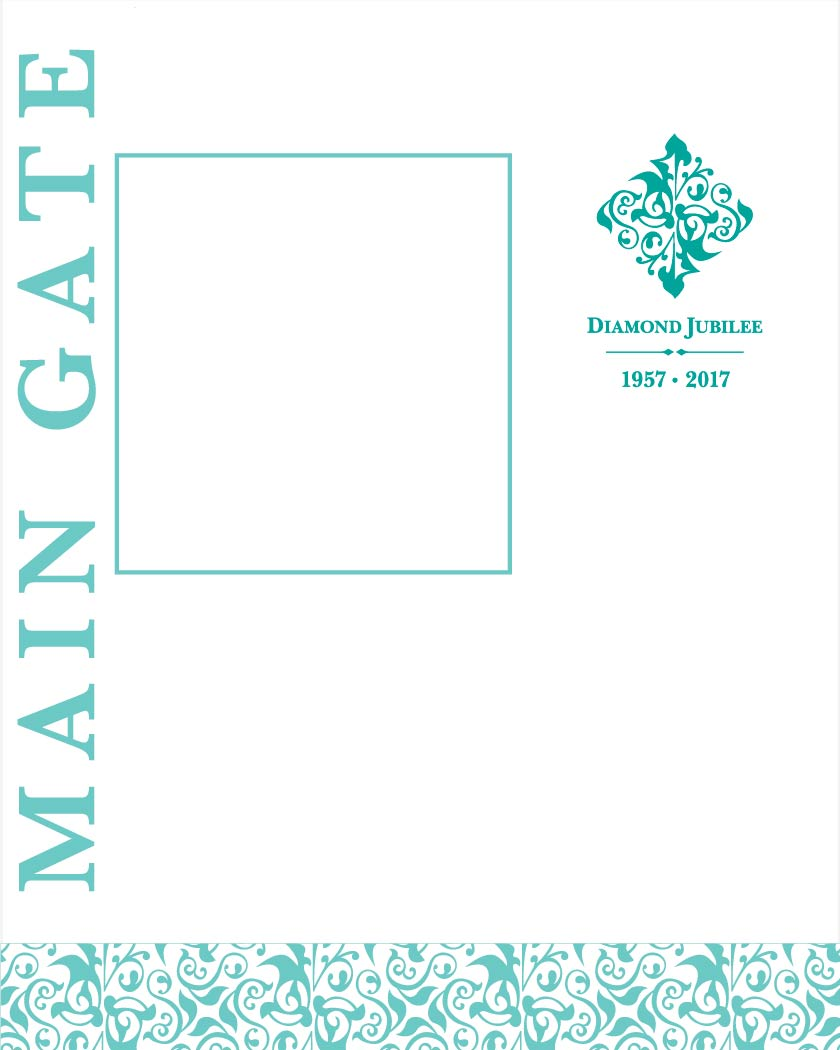 MAIN GATE
DIAMOND JUBILEE
1957 • 2017